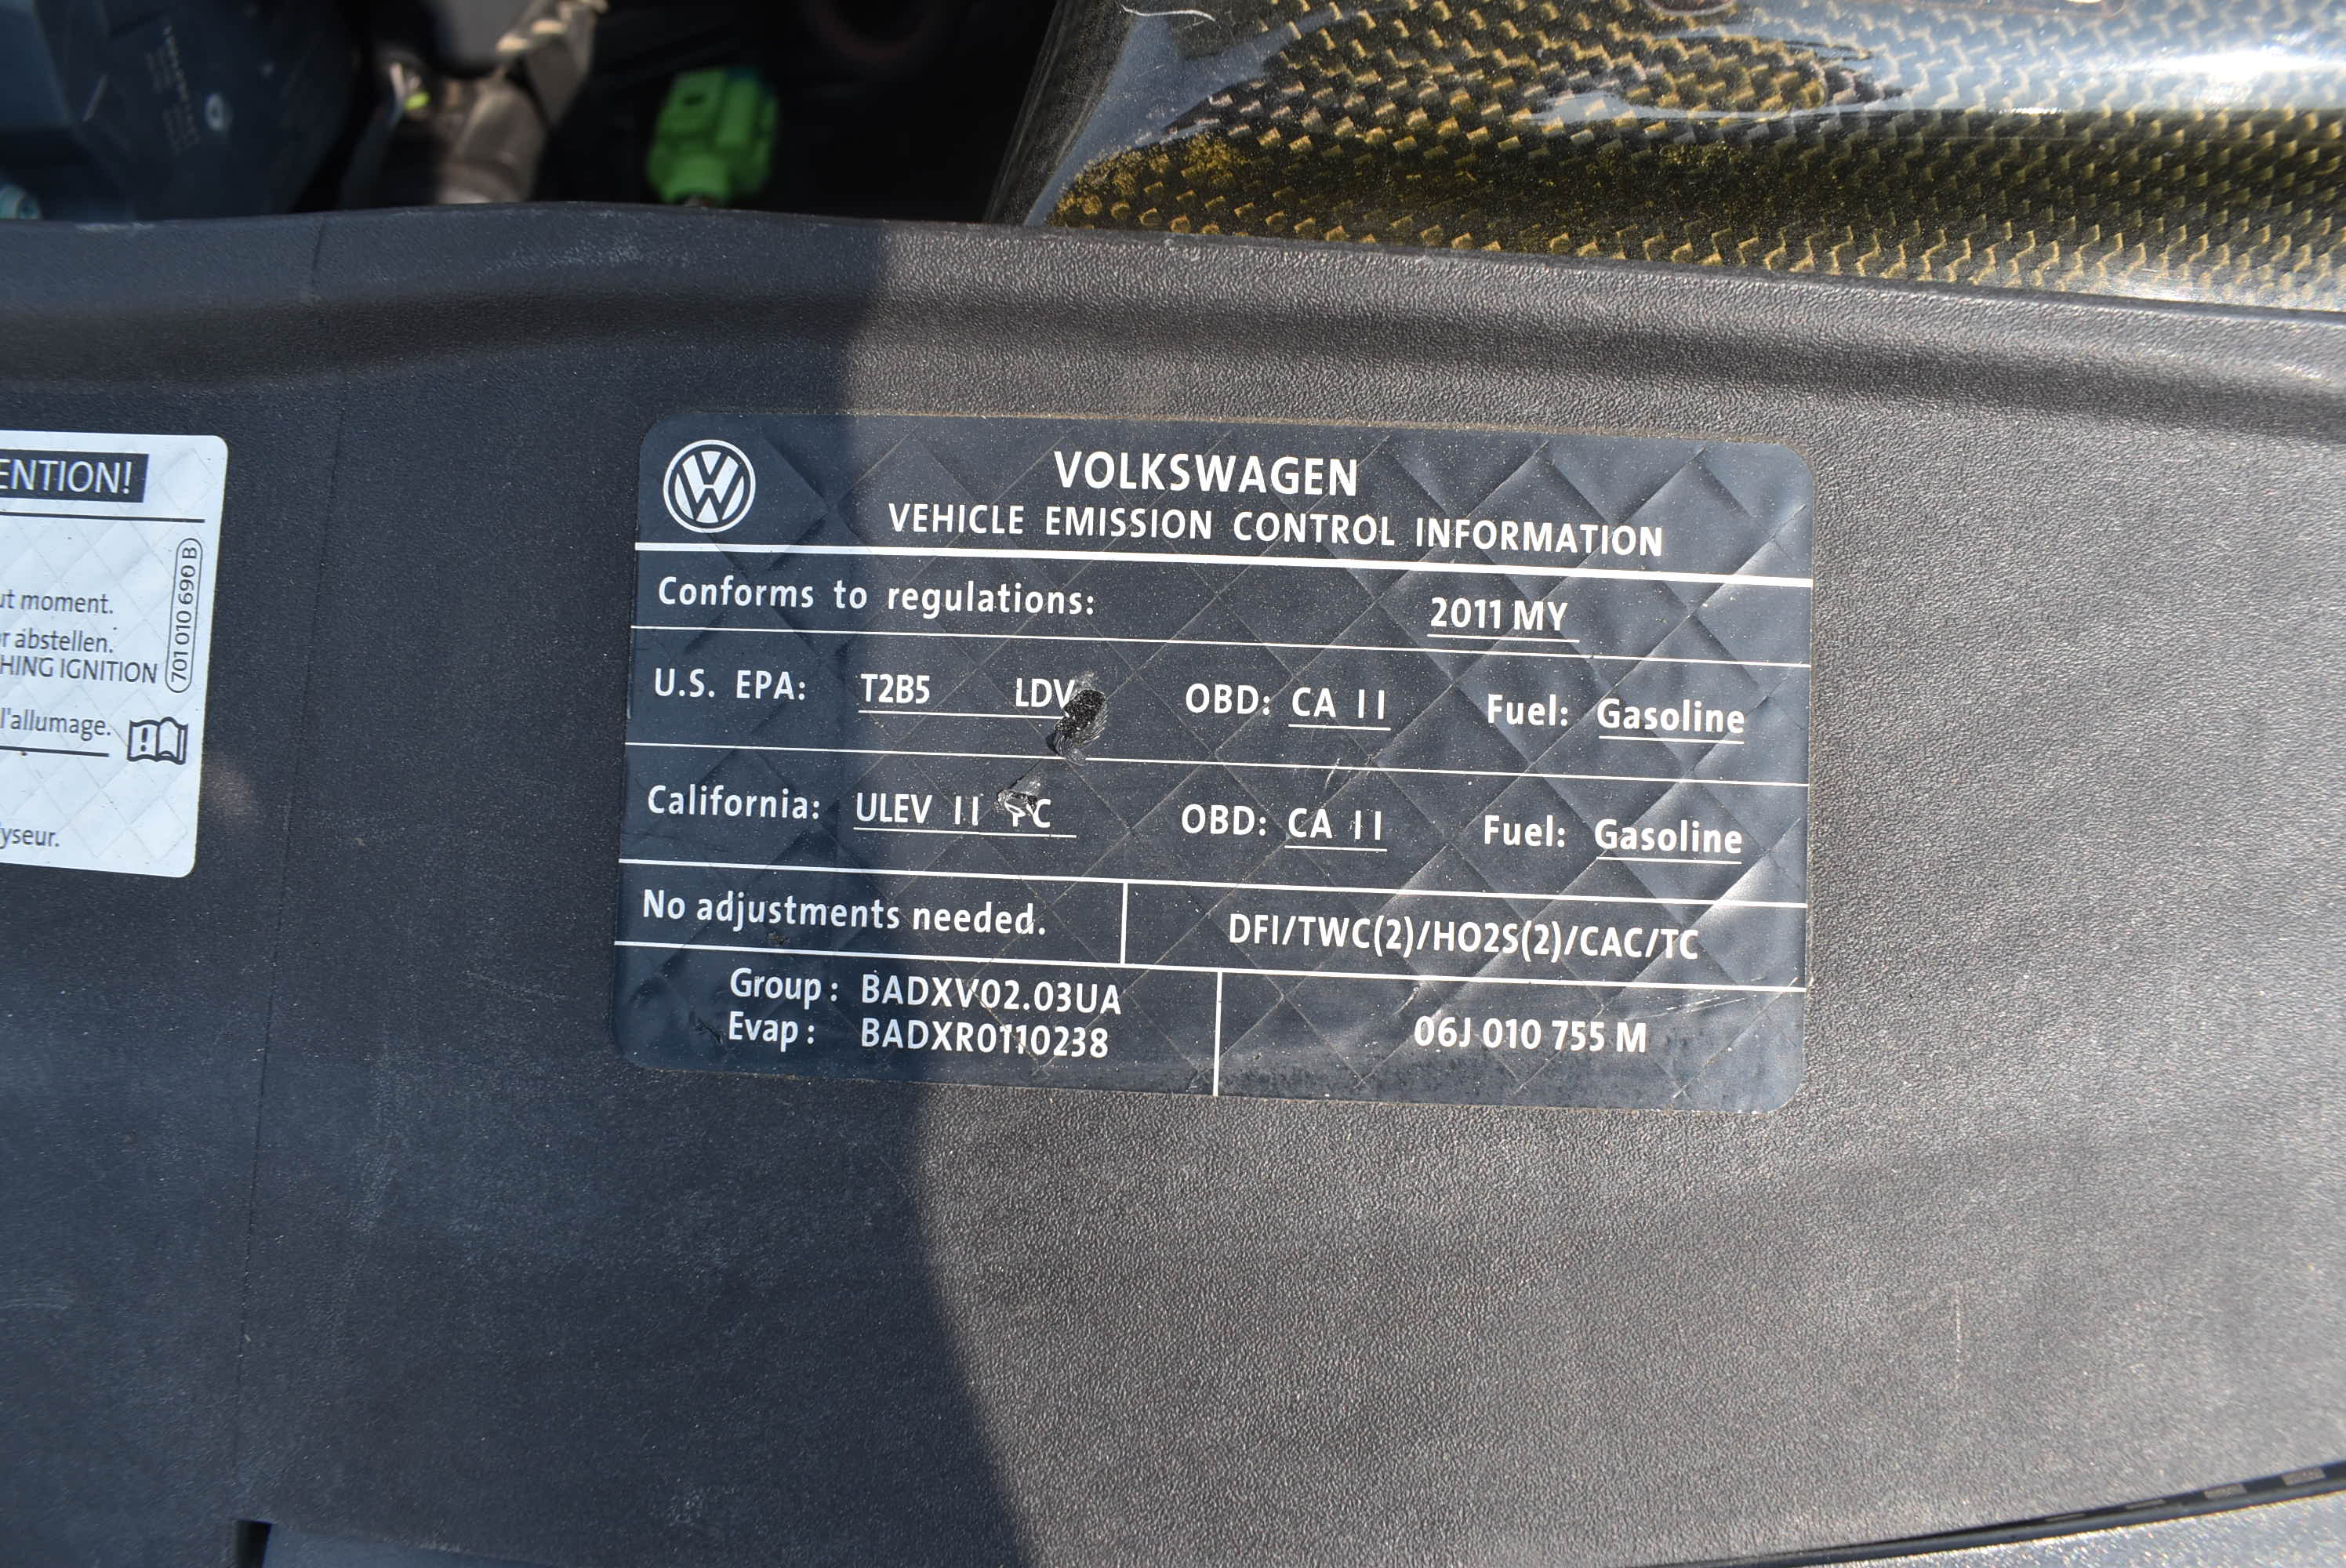 ENTION!
ut moment.
r abstellen.
HING IGNITION
l'allumage.
yseur.
701 010 690 B
VOLKSWAGEN
VEHICLE EMISSION CONTROL INFORMATION
Conforms to regulations: 2011 MY
U.S. EPA: T2B5 LDV OBD: CA II Fuel: Gasoline
California: ULEV II PC OBD: CA II Fuel: Gasoline
No adjustments needed. DFI/TWC(2)/HO2S(2)/CAC/TC
Group: BADXV02.03UA
Evap: BADXR0110238
06J 010 755 M